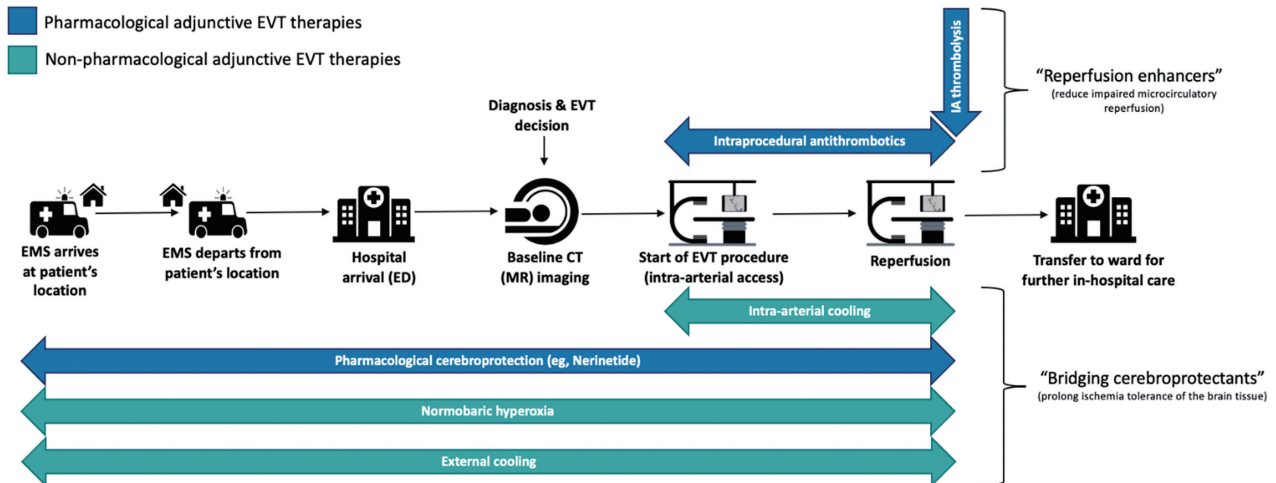 Pharmacological adjunctive EVT therapies
Non-pharmacological adjunctive EVT therapies
IA thrombolysis
"Reperfusion enhancers"
(reduce impaired microcirculatory
reperfusion)
Diagnosis & EVT
decision
Intraprocedural antithrombotics
EMS arrives
at patient's
location
EMS departs from
patient's location
Hospital
arrival (ED)
Baseline CT
(MR) imaging
Start of EVT procedure
(intra-arterial access)
Reperfusion
Transfer to ward for
further in-hospital care
Intra-arterial cooling
Pharmacological cerebroprotection (eg, Nerinetide)
Normobaric hyperoxia
External cooling
"Bridging cerebroprotectants"
(prolong ischemia tolerance of the brain tissue)